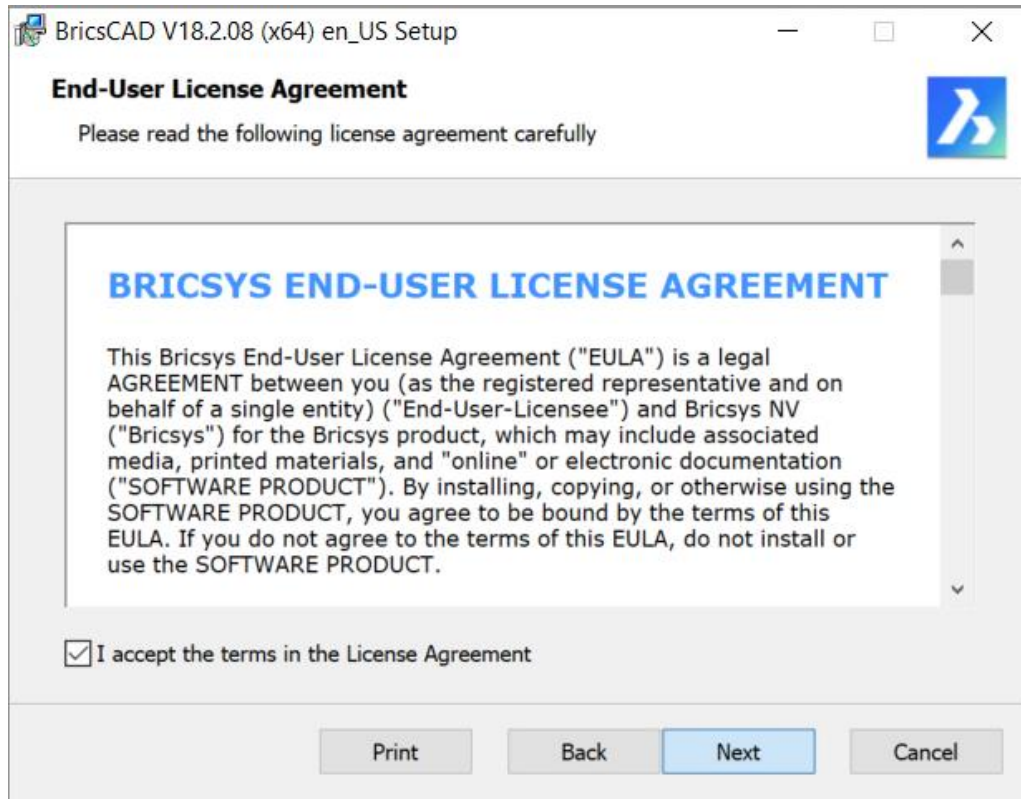 BricsCAD V18.2.08 (x64) en_US Setup
End-User License Agreement
Please read the following license agreement carefully
BRICSYS END-USER LICENSE AGREEMENT
This Bricsys End-User License Agreement ("EULA") is a legal
AGREEMENT between you (as the registered representative and on
behalf of a single entity) ("End-User-Licensee") and Bricsys NV
("Bricsys") for the Bricsys product, which may include associated
media, printed materials, and "online" or electronic documentation
("SOFTWARE PRODUCT"). By installing, copying, or otherwise using the
SOFTWARE PRODUCT, you agree to be bound by the terms of this
EULA. If you do not agree to the terms of this EULA, do not install or
use the SOFTWARE PRODUCT.
I accept the terms in the License Agreement
Print Back Next Cancel